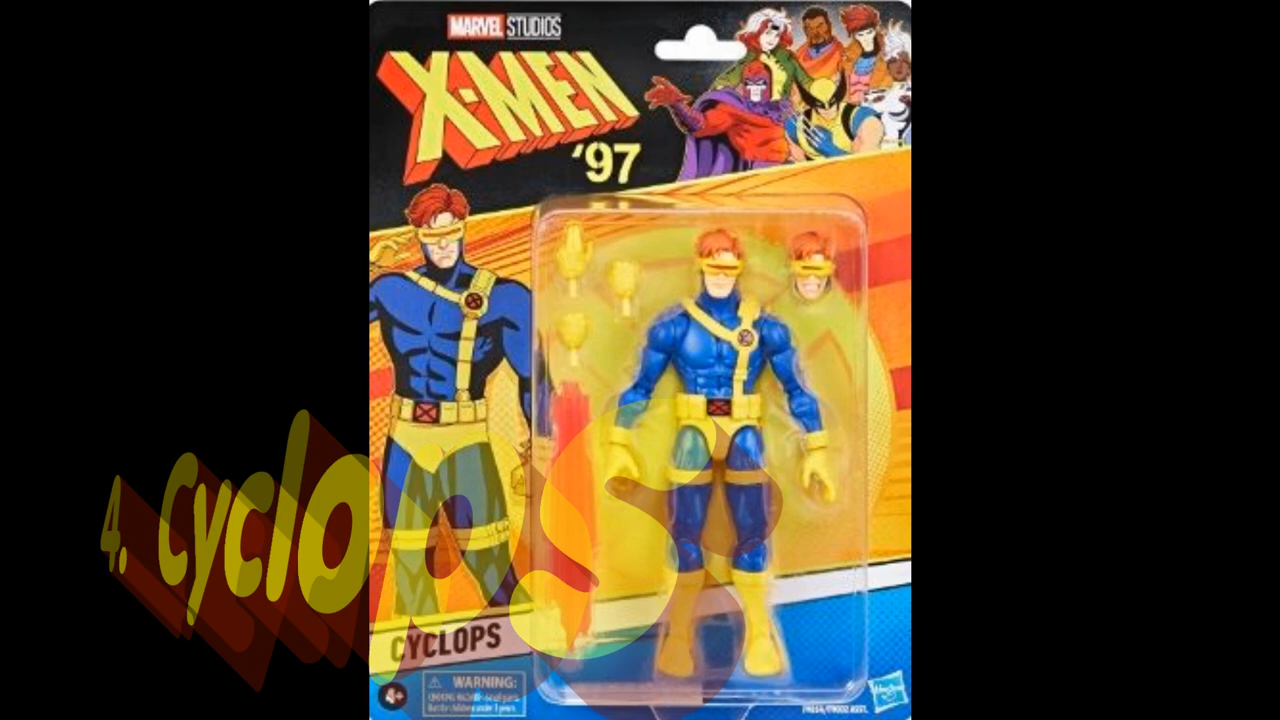 MARVEL STUDIOS
X-MEN
'97
4. Cyclops
CYCLOPS
4+
⚠ WARNING:
Hasbro